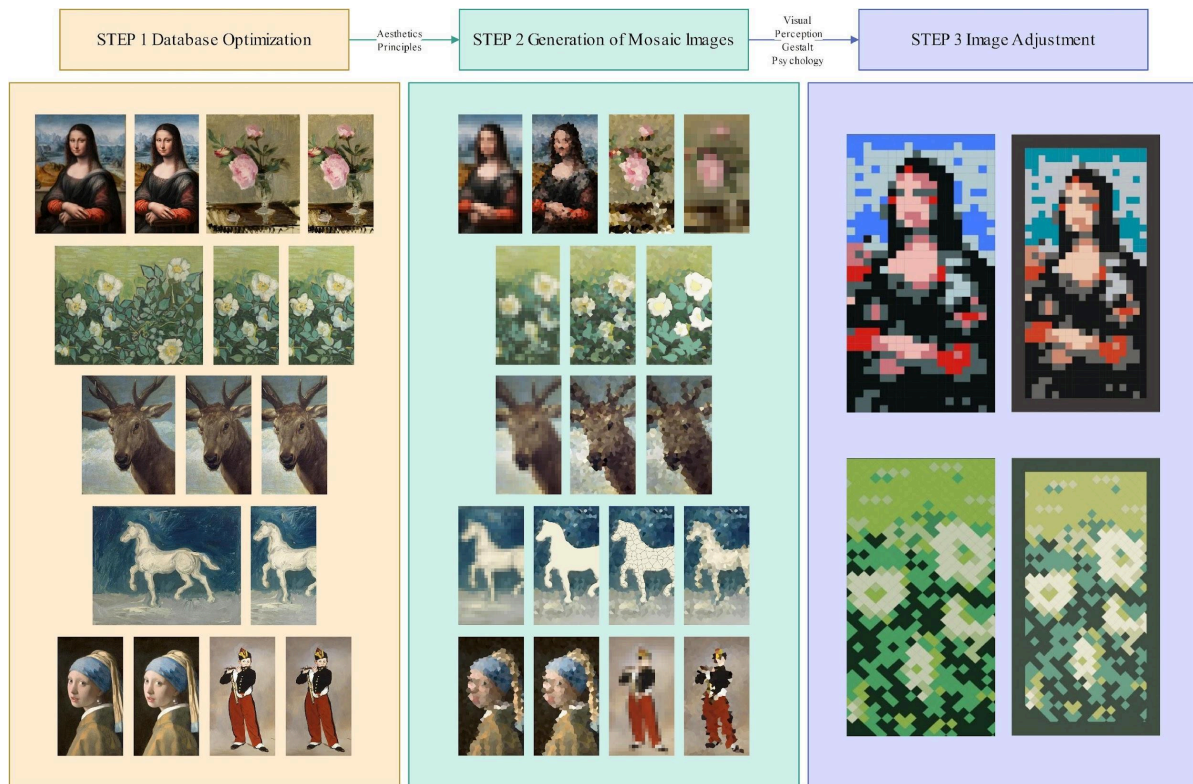 STEP 1 Database Optimization
Aesthetics
Principles
STEP 2 Generation of Mosaic Images
Visual
Perception
Gestalt
Psychology
STEP 3 Image Adjustment